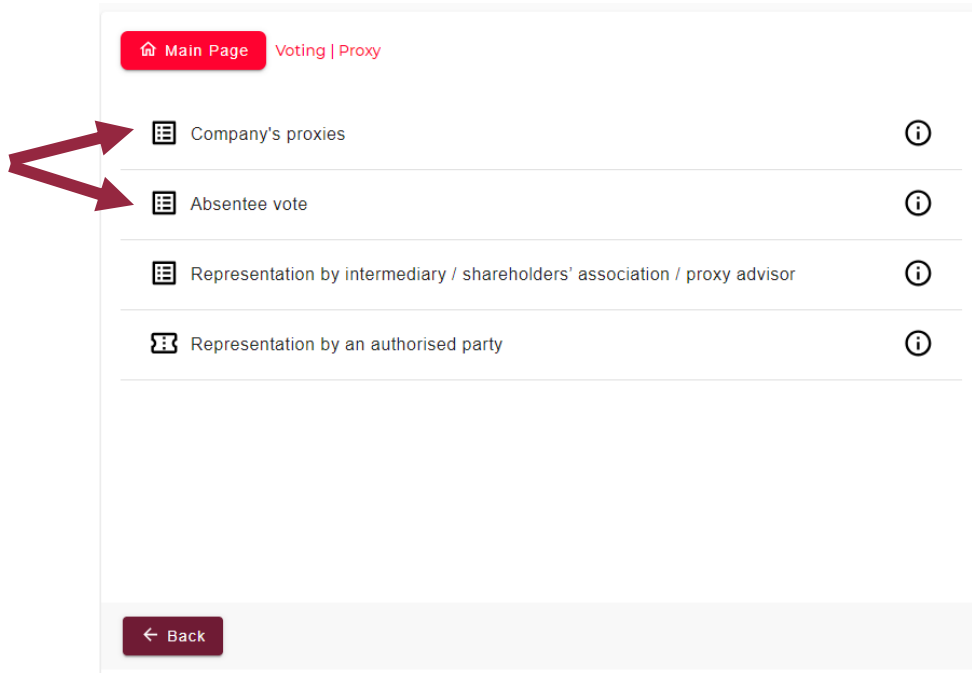 Main Page Voting | Proxy
Company's proxies
Absentee vote
Representation by intermediary / shareholders’ association / proxy advisor
Representation by an authorised party
Back